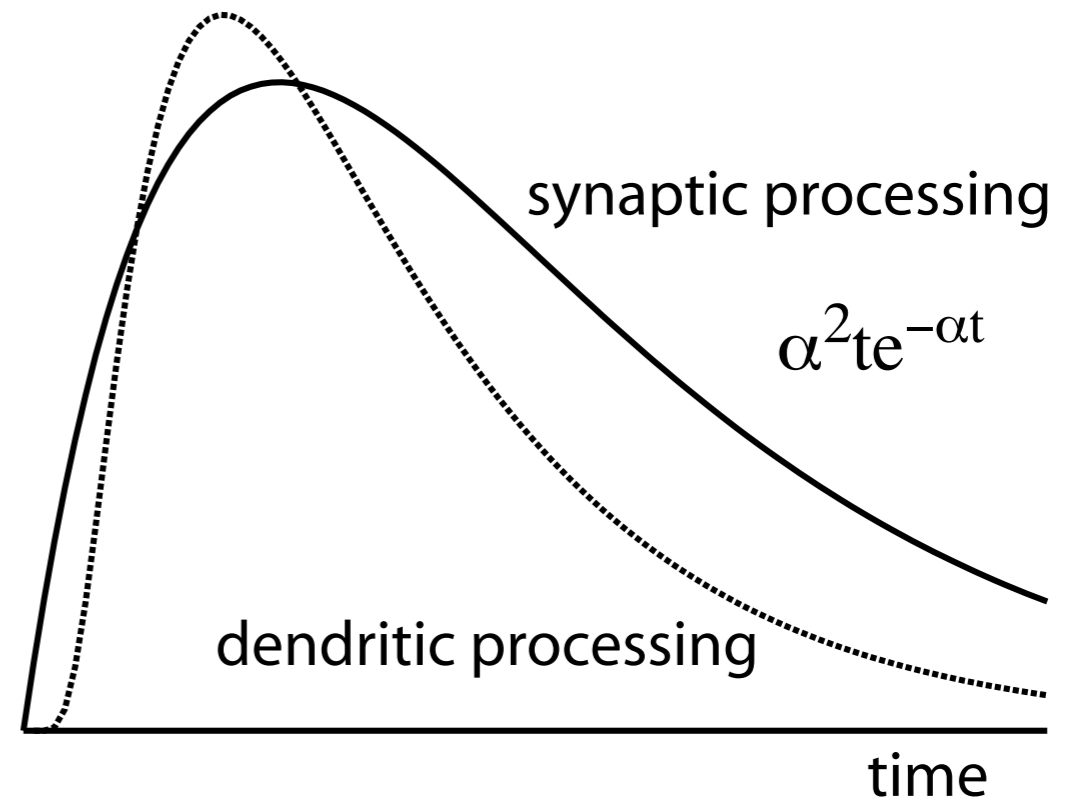 synaptic processing
α²te⁻ᵅᵗ
dendritic processing
time